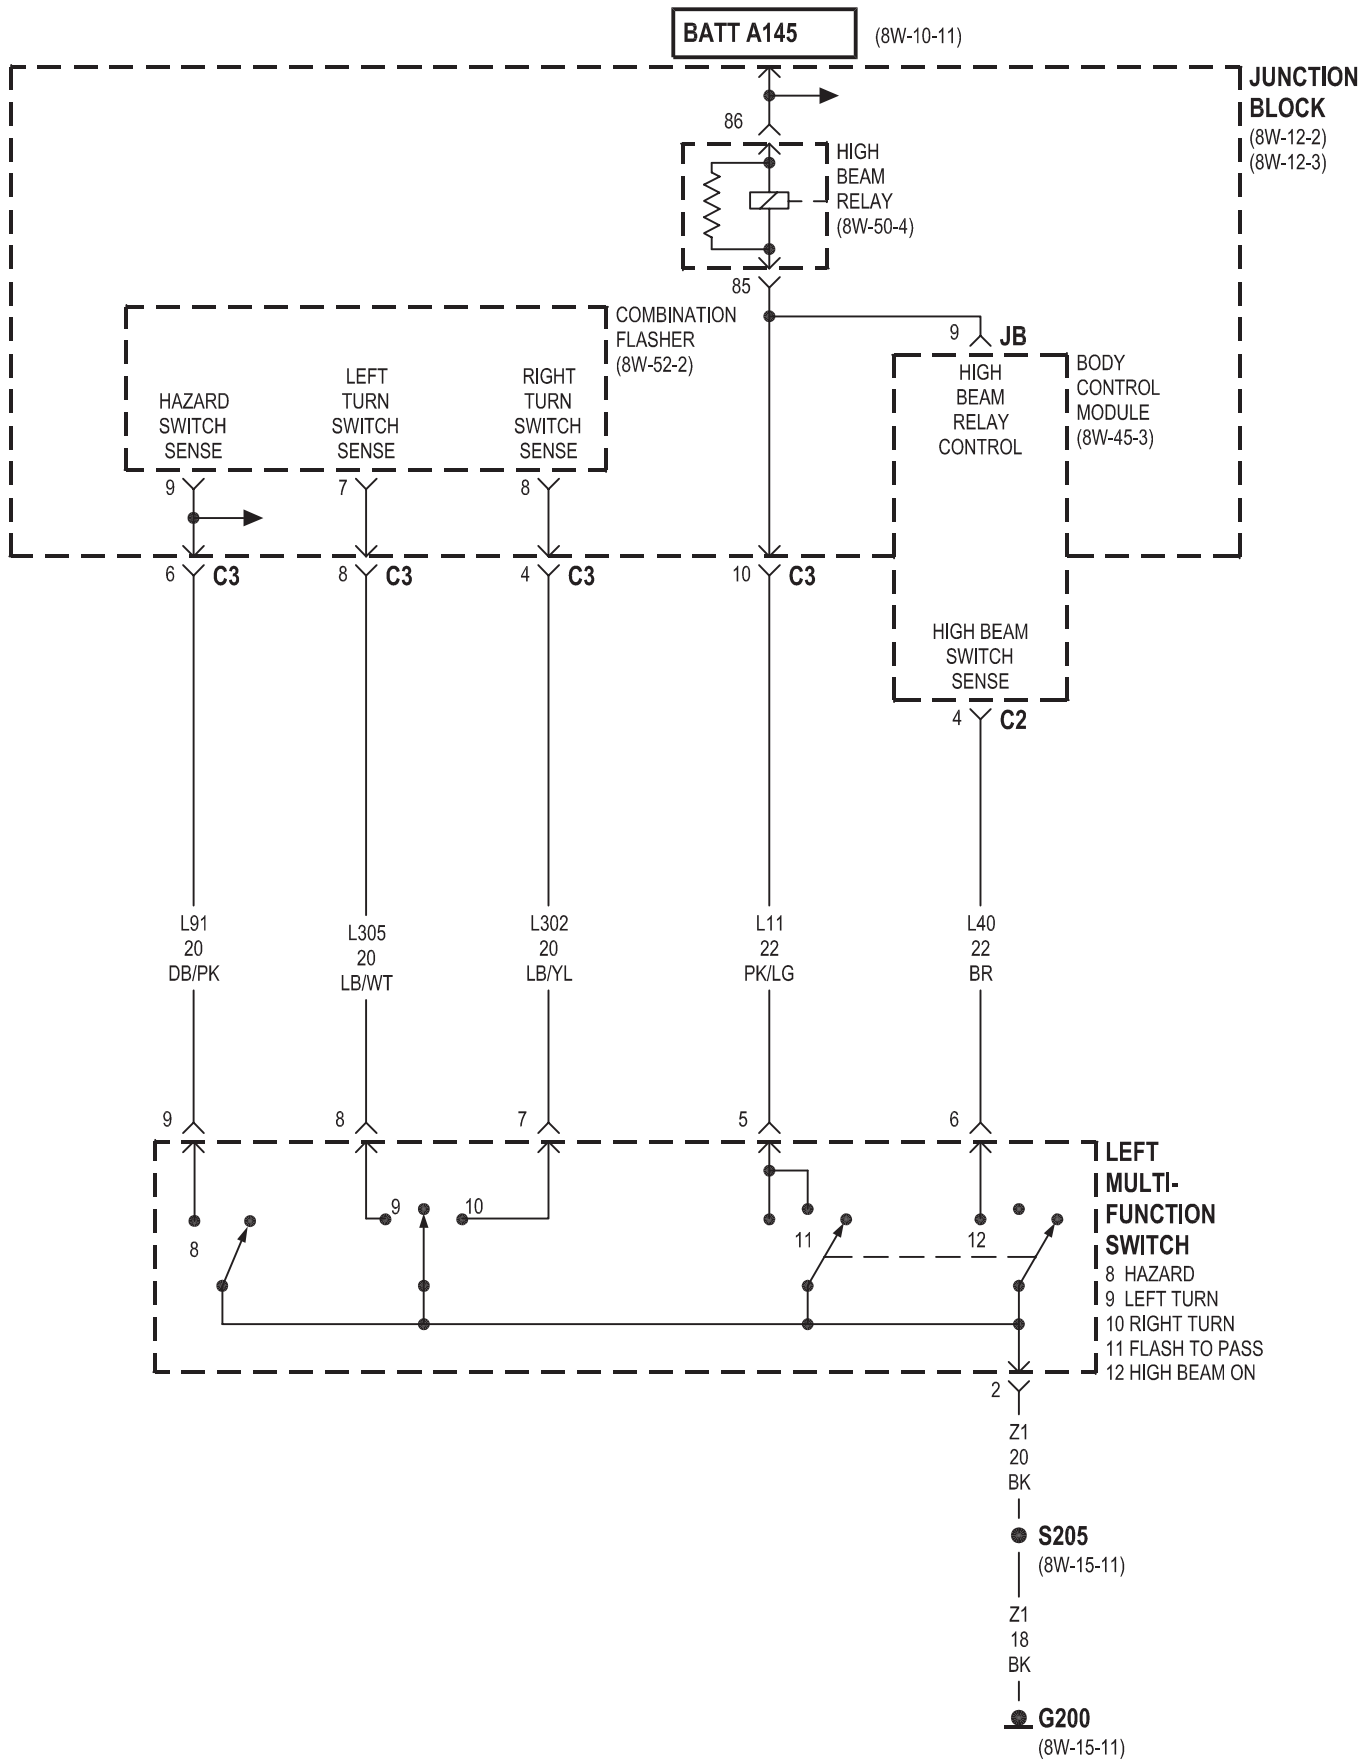 BATT A145
(8W-10-11)
JUNCTION
BLOCK
(8W-12-2)
(8W-12-3)
86
HIGH
BEAM
RELAY
(8W-50-4)
85
COMBINATION
FLASHER
(8W-52-2)
9
JB
HAZARD
SWITCH
SENSE
LEFT
TURN
SWITCH
SENSE
RIGHT
TURN
SWITCH
SENSE
HIGH
BEAM
RELAY
CONTROL
BODY
CONTROL
MODULE
(8W-45-3)
9
7
8
6
C3
8
C3
4
C3
10
C3
HIGH BEAM
SWITCH
SENSE
4
C2
L91
20
DB/PK
L305
20
LB/WT
L302
20
LB/YL
L11
22
PK/LG
L40
22
BR
9
8
7
5
6
LEFT
MULTI-
FUNCTION
SWITCH
8 HAZARD
9 LEFT TURN
10 RIGHT TURN
11 FLASH TO PASS
12 HIGH BEAM ON
8
9
10
11
12
2
Z1
20
BK
S205
(8W-15-11)
Z1
18
BK
G200
(8W-15-11)